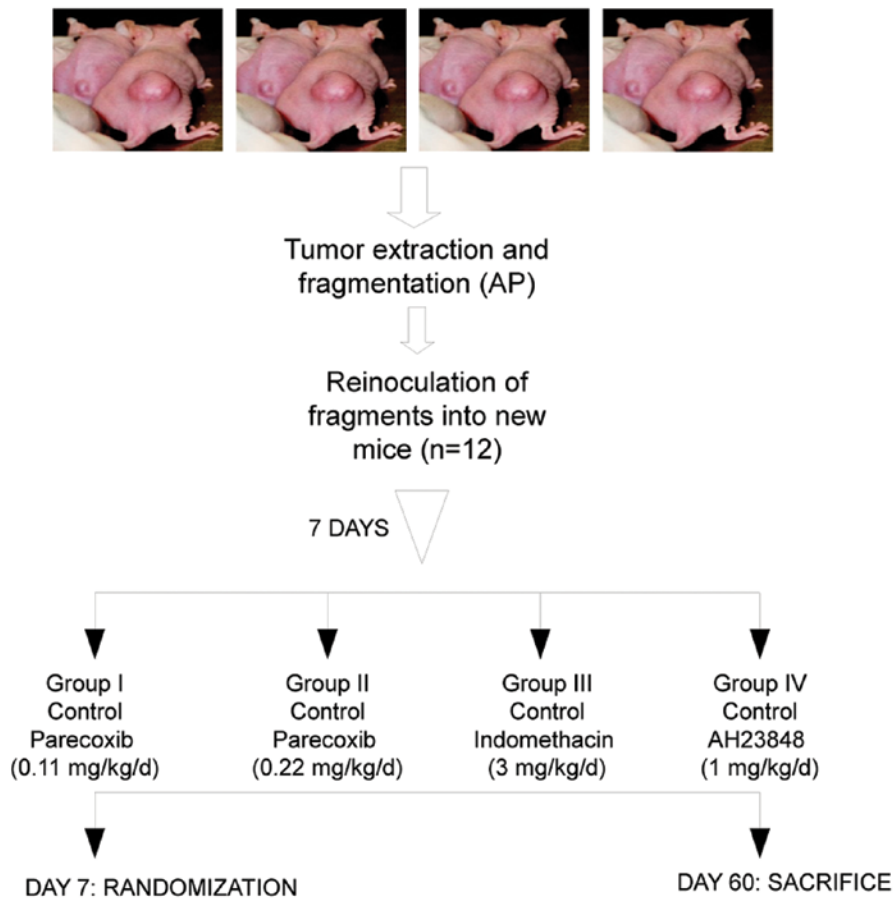 Tumor extraction and
fragmentation (AP)
Reinoculation of
fragments into new
mice (n=12)
7 DAYS
Group I
Control
Parecoxib
(0.11 mg/kg/d)
Group II
Control
Parecoxib
(0.22 mg/kg/d)
Group III
Control
Indomethacin
(3 mg/kg/d)
Group IV
Control
AH23848
(1 mg/kg/d)
DAY 7: RANDOMIZATION
DAY 60: SACRIFICE